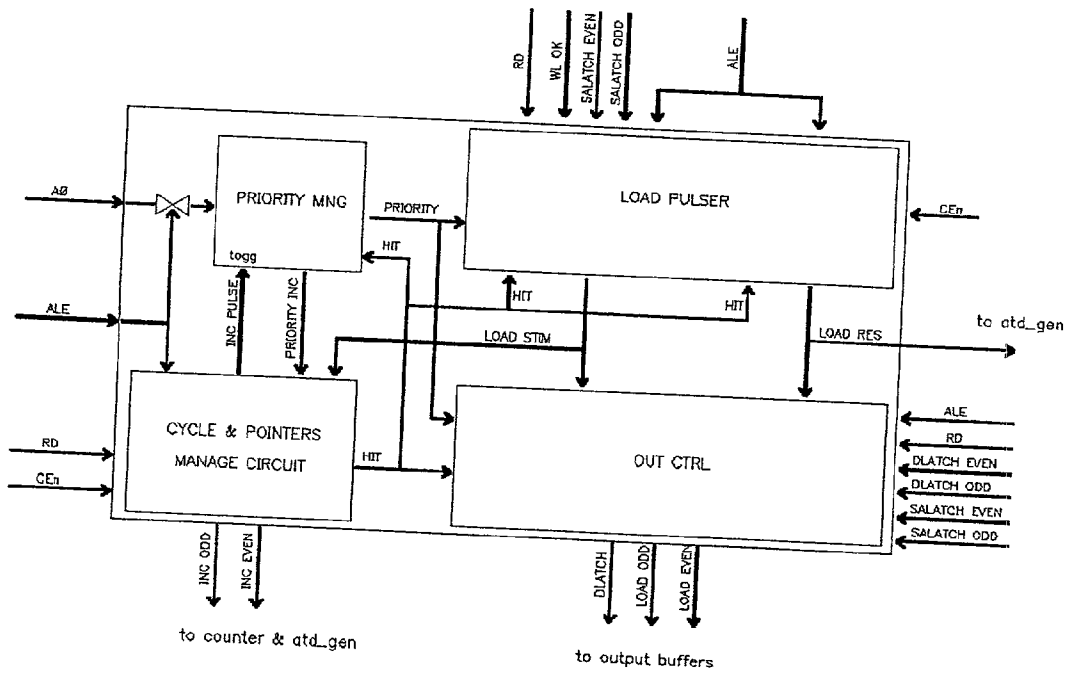 RD
WL OK
SALATCH EVEN
SALATCH ODD
ALE
A0
PRIORITY MNG
togg
PRIORITY
HIT
LOAD PULSER
CEn
ALE
INC PULSE
PRIORITY INC
HIT
HIT
LOAD STIM
LOAD RES
to atd_gen
CYCLE & POINTERS
MANAGE CIRCUIT
HIT
OUT CTRL
RD
CEn
ALE
RD
DLATCH EVEN
DLATCH ODD
SALATCH EVEN
SALATCH ODD
INC ODD
INC EVEN
DLATCH
LOAD ODD
LOAD EVEN
to counter & atd_gen
to output buffers